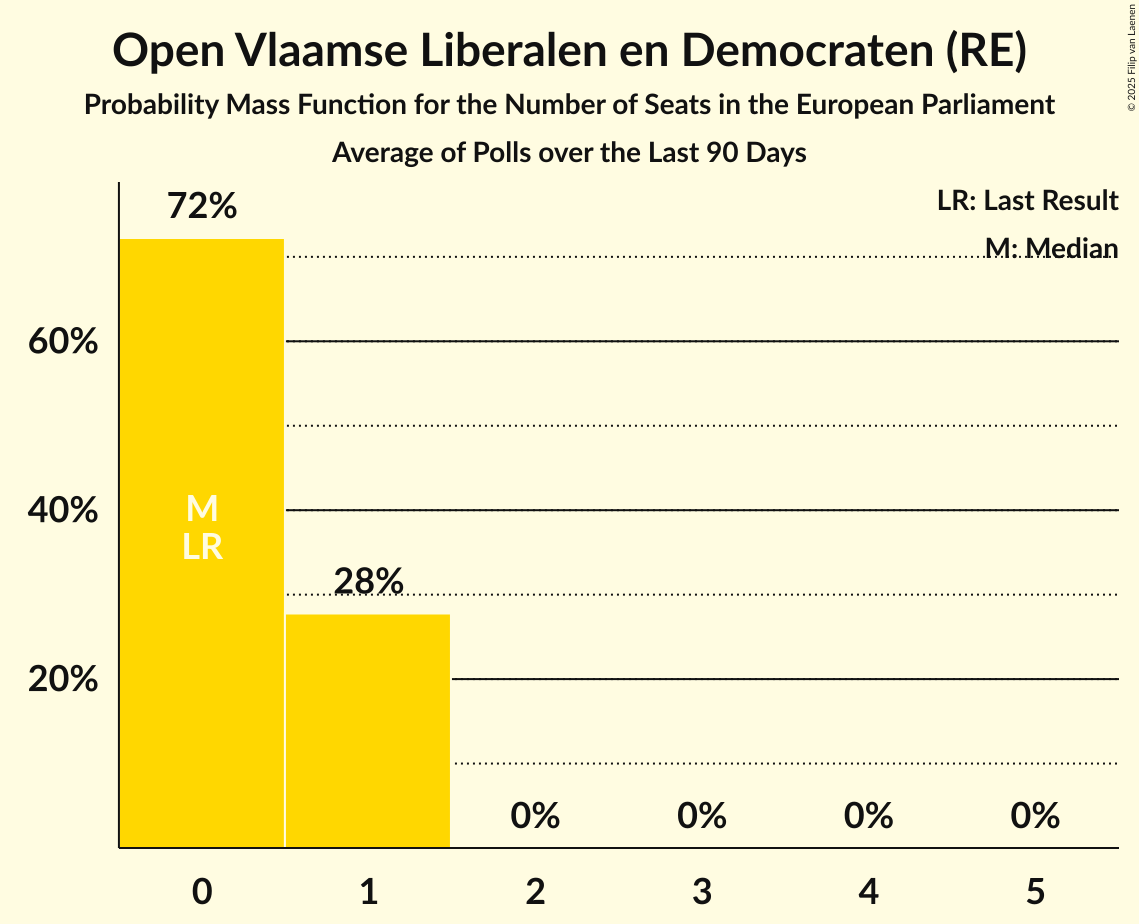 Open Vlaamse Liberalen en Democraten (RE)
Probability Mass Function for the Number of Seats in the European Parliament
Average of Polls over the Last 90 Days
© 2025 Filip van Laenen
LR: Last Result
M: Median
72%
60%
40%
20%
M
LR
28%
0% 0% 0% 0%
0 1 2 3 4 5